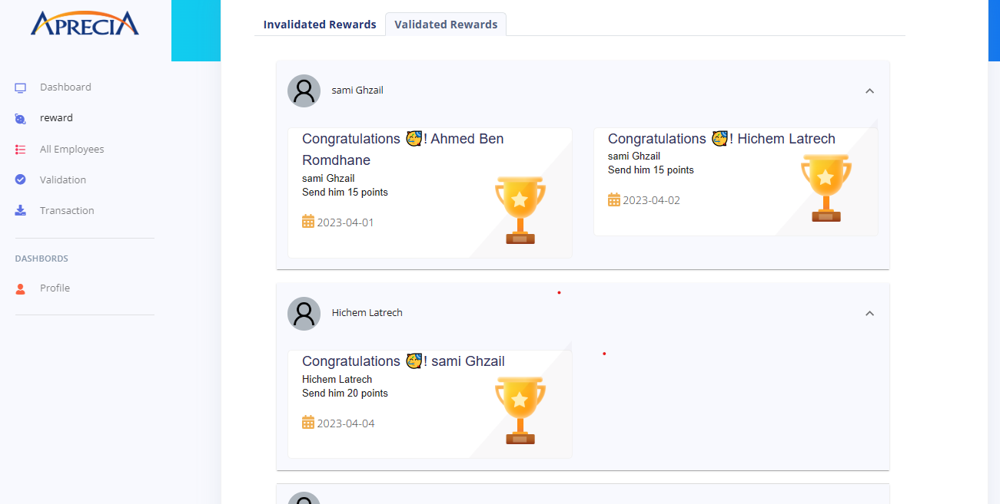 APRECIA
Dashboard
reward
All Employees
Validation
Transaction
DASHBORDS
Profile
Invalidated Rewards
Validated Rewards
sami Ghzail
Congratulations 🥳! Ahmed Ben
Romdhane
sami Ghzail
Send him 15 points
2023-04-01
Congratulations 🥳! Hichem Latrech
sami Ghzail
Send him 15 points
2023-04-02
Hichem Latrech
Congratulations 🥳! sami Ghzail
Hichem Latrech
Send him 20 points
2023-04-04